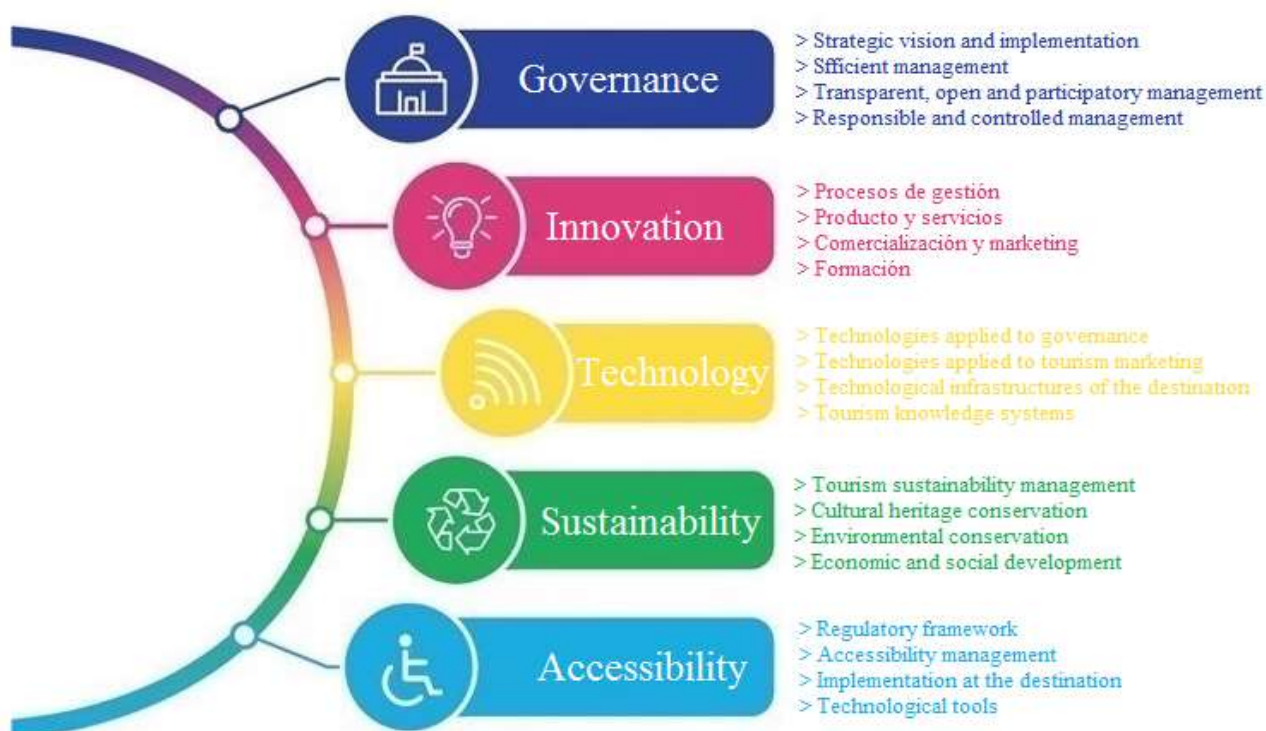 Governance
> Strategic vision and implementation
> Sfficient management
> Transparent, open and participatory management
> Responsible and controlled management
Innovation
> Procesos de gestión
> Producto y servicios
> Comercialización y marketing
> Formación
Technology
> Technologies applied to governance
> Technologies applied to tourism marketing
> Technological infrastructures of the destination
> Tourism knowledge systems
Sustainability
> Tourism sustainability management
> Cultural heritage conservation
> Environmental conservation
> Economic and social development
Accessibility
> Regulatory framework
> Accessibility management
> Implementation at the destination
> Technological tools